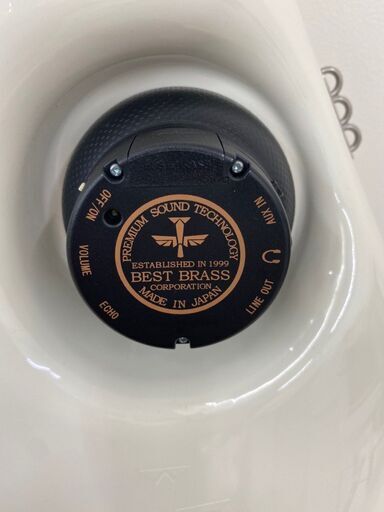 PREMIUM SOUND TECHNOLOGY
ESTABLISHED IN 1999
BEST BRASS
CORPORATION
MADE IN JAPAN
OFF/ON
VOLUME
ECHO
AUX IN
LINE OUT